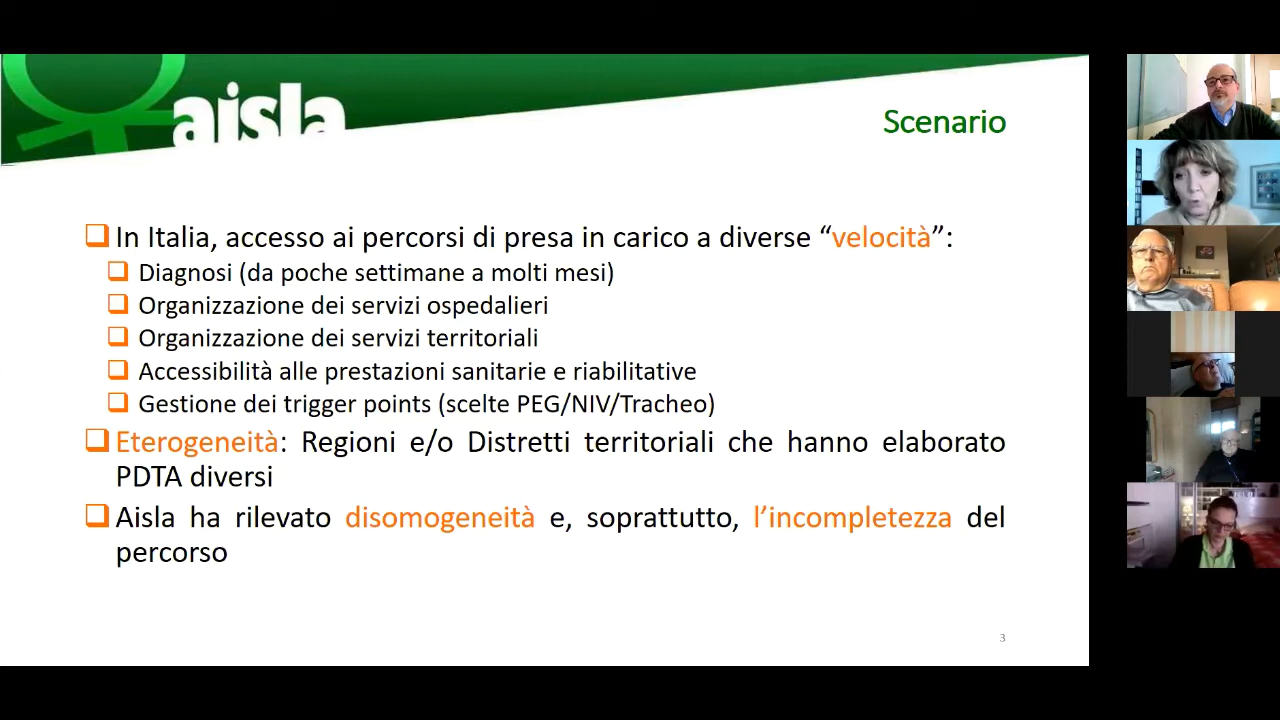 aisla
Scenario
In Italia, accesso ai percorsi di presa in carico a diverse “velocità”:
Diagnosi (da poche settimane a molti mesi)
Organizzazione dei servizi ospedalieri
Organizzazione dei servizi territoriali
Accessibilità alle prestazioni sanitarie e riabilitative
Gestione dei trigger points (scelte PEG/NIV/Tracheo)
Eterogeneità: Regioni e/o Distretti territoriali che hanno elaborato
PDTA diversi
Aisla ha rilevato disomogeneità e, soprattutto, l’incompletezza del
percorso
3